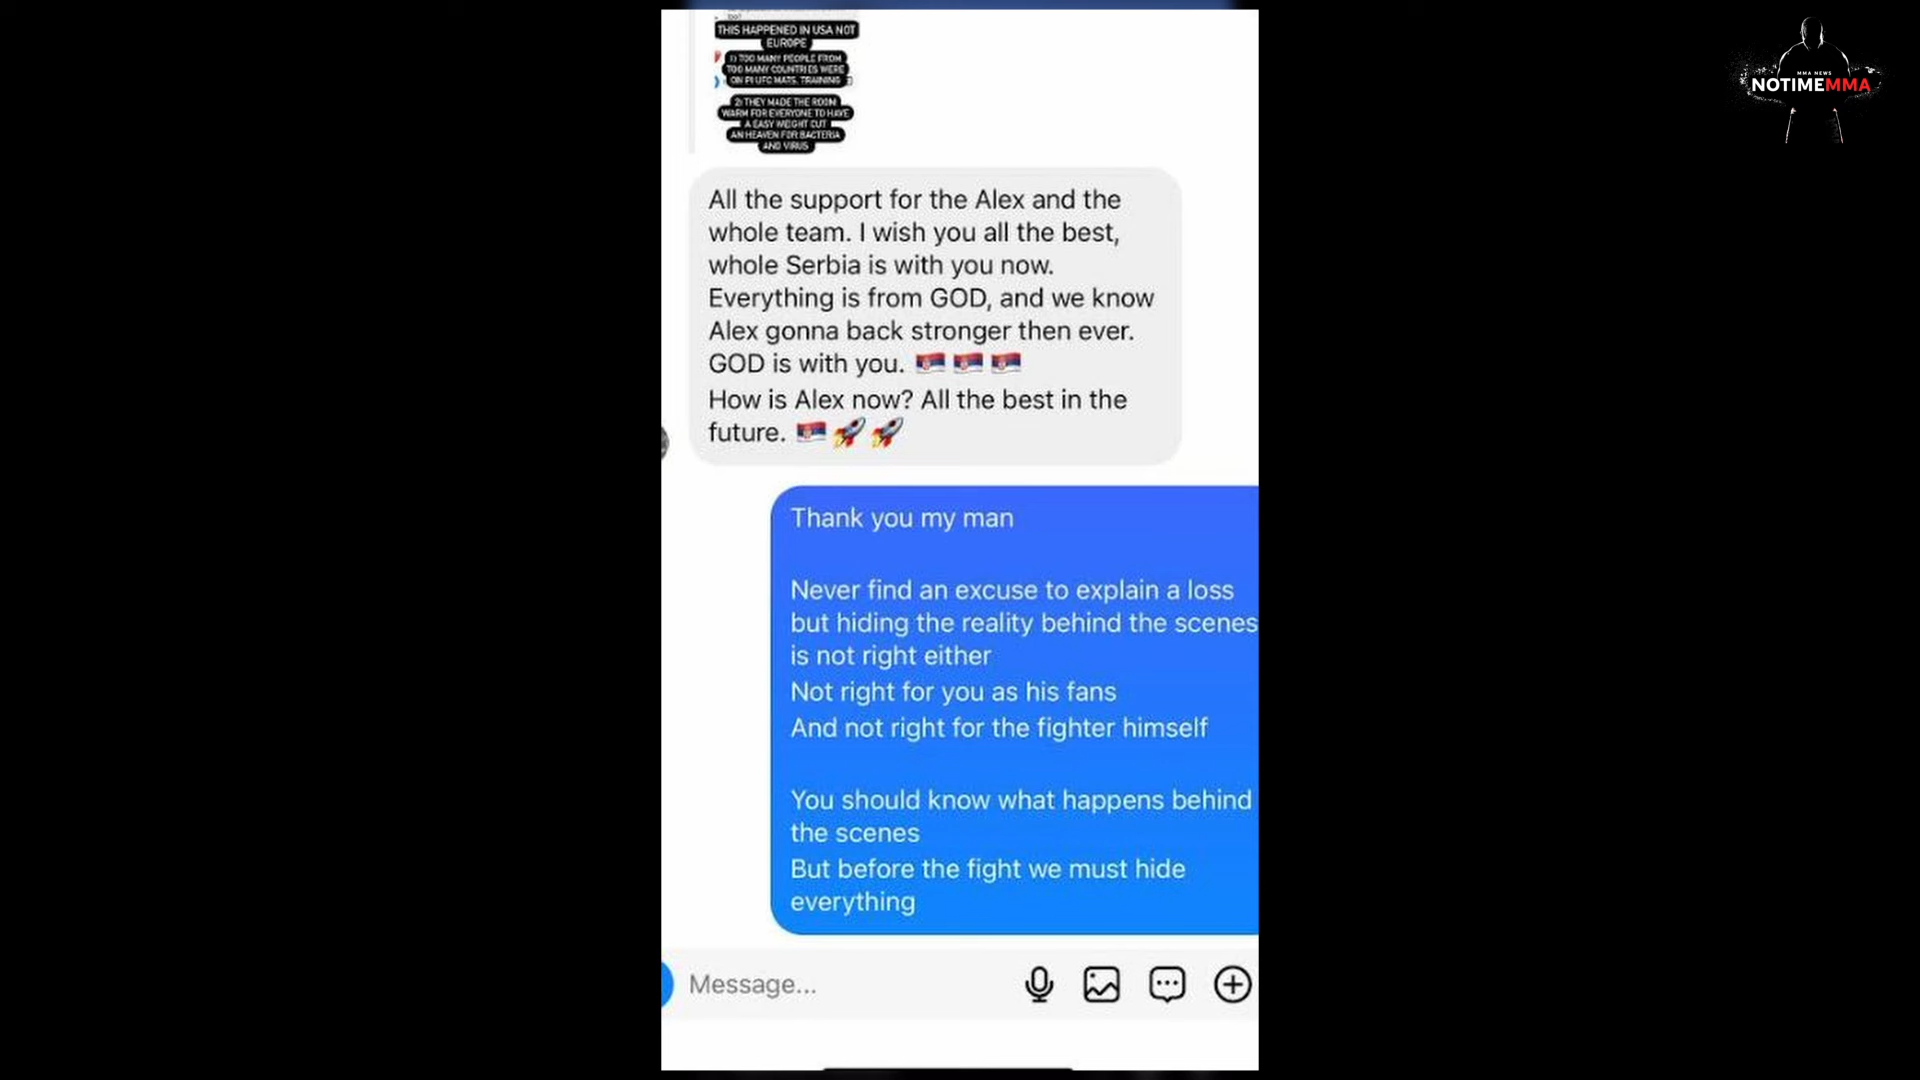 THIS HAPPENED IN USA NOT
EUROPE
1) TOO MANY PEOPLE FROM
TOO MANY COUNTRIES WERE
ON PI UFC MATS. TRAINING
2) THEY MADE THE ROOM
WARM FOR EVERYONE TO HAVE
A EASY WEIGHT CUT
AN HEAVEN FOR BACTERIA
AND VIRUS
MMA NEWS
NOTIMEMMA
All the support for the Alex and the
whole team. I wish you all the best,
whole Serbia is with you now.
Everything is from GOD, and we know
Alex gonna back stronger then ever.
GOD is with you. 🇷🇸 🇷🇸 🇷🇸
How is Alex now? All the best in the
future. 🇷🇸 🚀 🚀
Thank you my man
Never find an excuse to explain a loss
but hiding the reality behind the scenes
is not right either
Not right for you as his fans
And not right for the fighter himself
You should know what happens behind
the scenes
But before the fight we must hide
everything
Message...